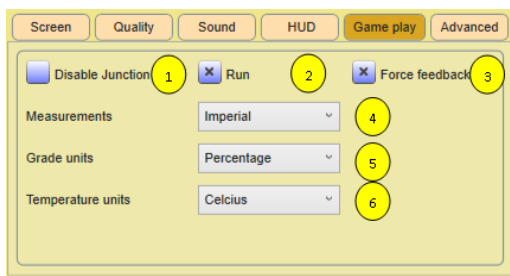 Screen Quality Sound HUD Game play Advanced
Disable Junction 1 Run 2 Force feedback 3
Measurements Imperial 4
Grade units Percentage 5
Temperature units Celcius 6